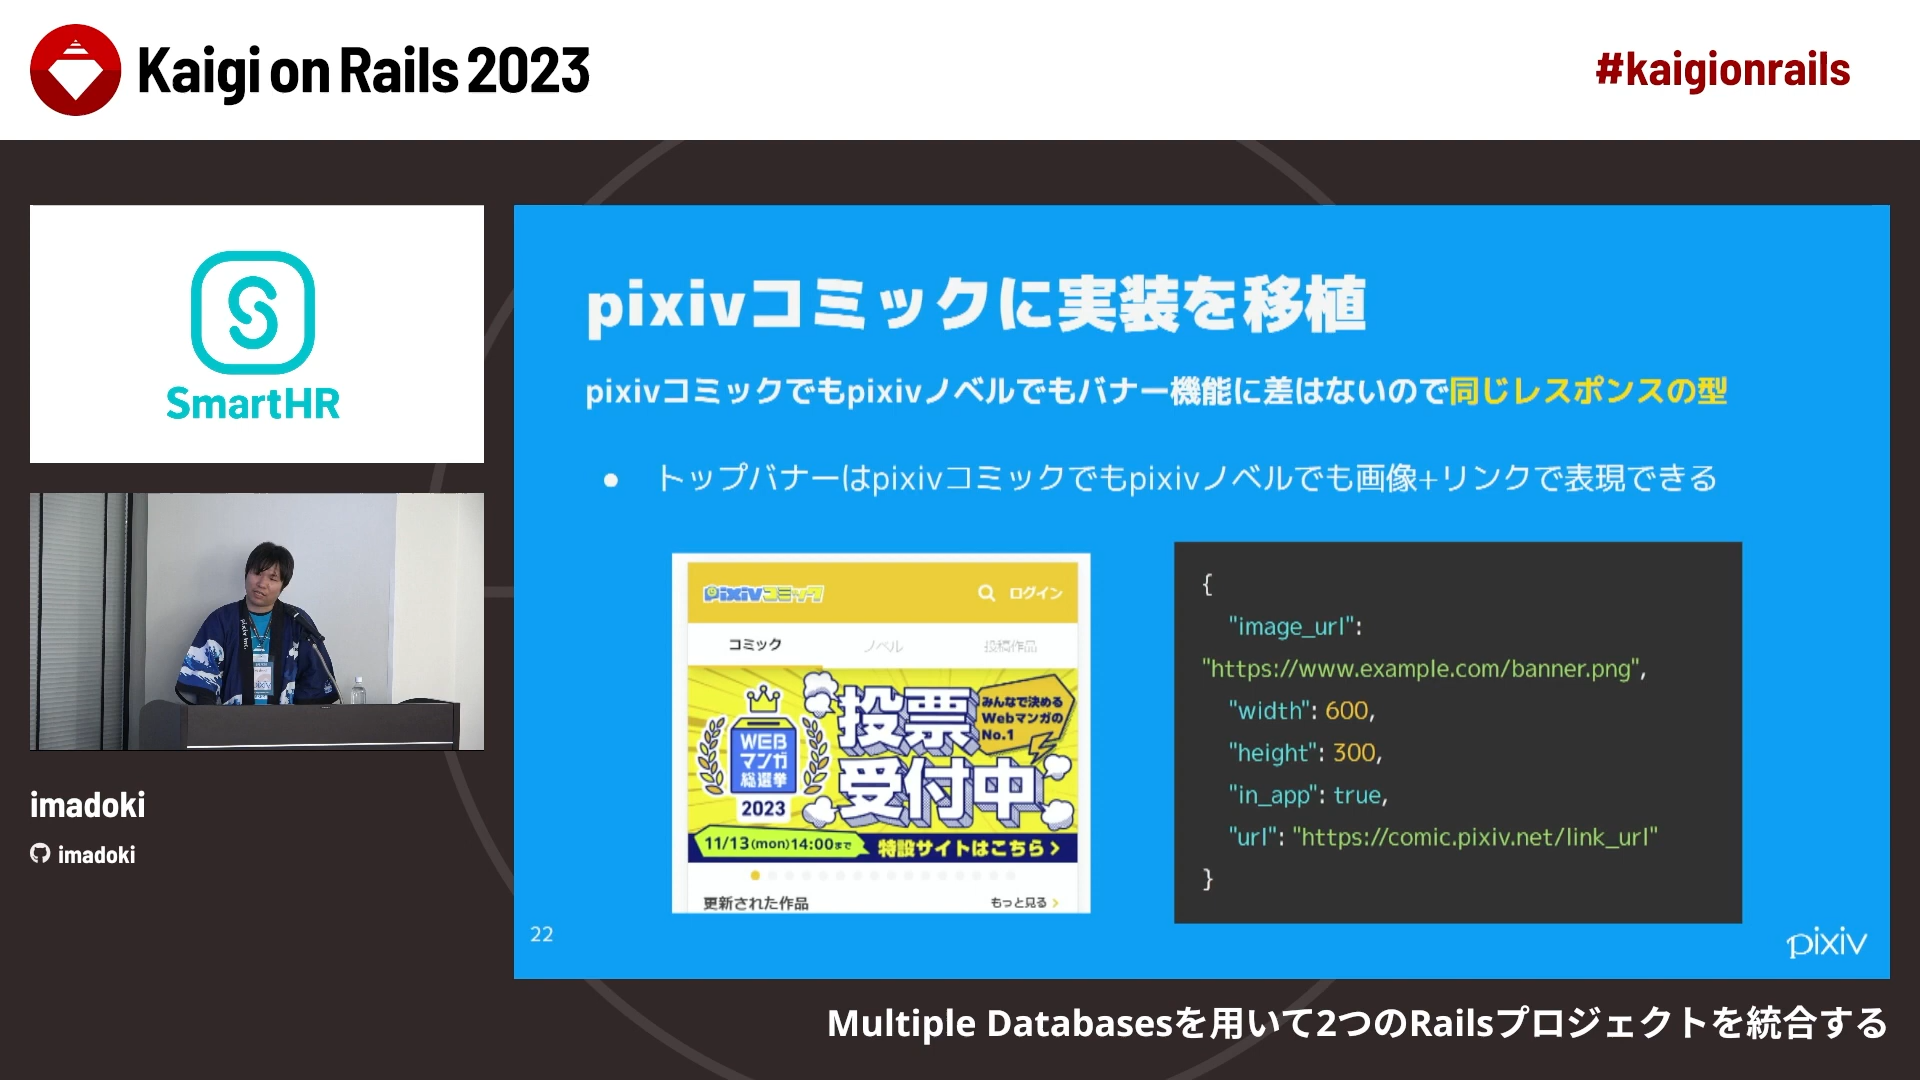 Kaigi on Rails 2023
#kaigionrails
SmartHR
imadoki
imadoki
pixivコミックに実装を移植
pixivコミックでもpixivノベルでもバナー機能に差はないので同じレスポンスの型
● トップバナーはpixivコミックでもpixivノベルでも画像+リンクで表現できる
pixivコミック
ログイン
コミック ノベル 投稿作品
WEB
マンガ
総選挙
2023
投票
受付中
みんなで決める
Webマンガの
No.1
11/13(mon)14:00まで
特設サイトはこちら >
更新された作品 もっと見る >
{
"image_url":
"https://www.example.com/banner.png",
"width": 600,
"height": 300,
"in_app": true,
"url": "https://comic.pixiv.net/link_url"
}
22
pixiv
Multiple Databasesを用いて2つのRailsプロジェクトを統合する